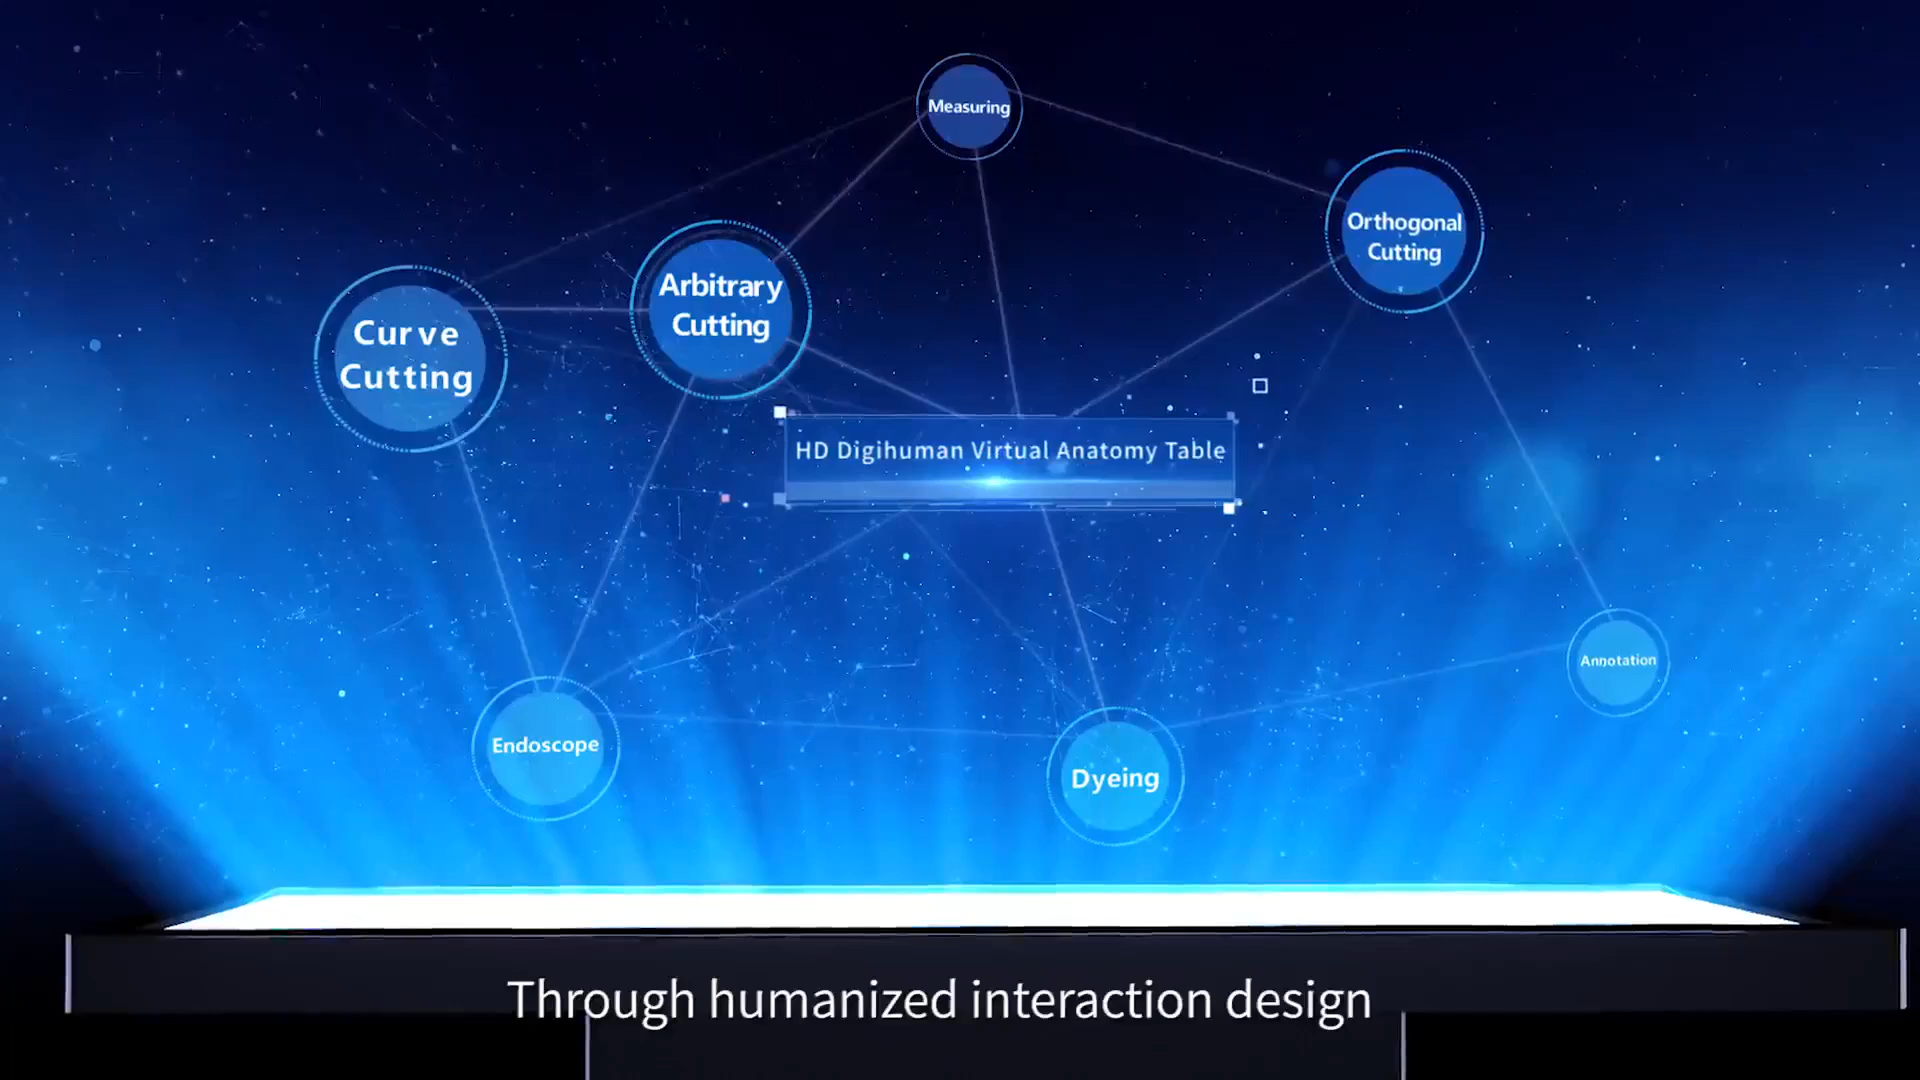 Measuring
Orthogonal
Cutting
Arbitrary
Cutting
Curve
Cutting
HD Digihuman Virtual Anatomy Table
Annotation
Endoscope
Dyeing
Through humanized interaction design